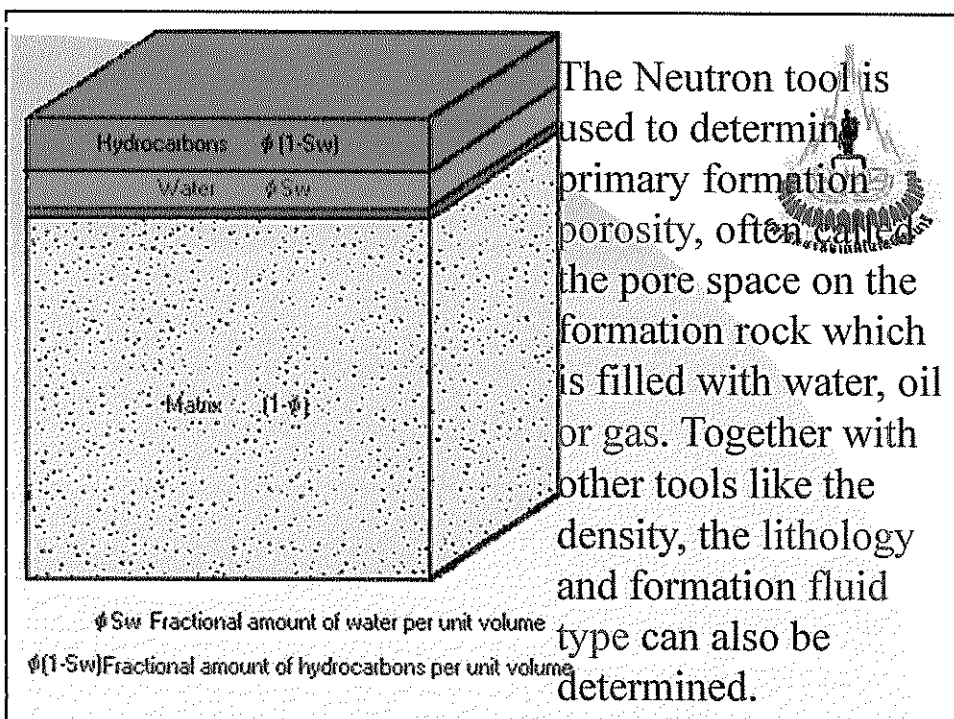 Hydrocarbons ϕ(1-Sw)
Water ϕSw
Matrix (1-ϕ)
ϕSw Fractional amount of water per unit volume
ϕ(1-Sw)Fractional amount of hydrocarbons per unit volume
The Neutron tool is
used to determine
primary formation
porosity, often called
the pore space on the
formation rock which
is filled with water, oil
or gas. Together with
other tools like the
density, the lithology
and formation fluid
type can also be
determined.